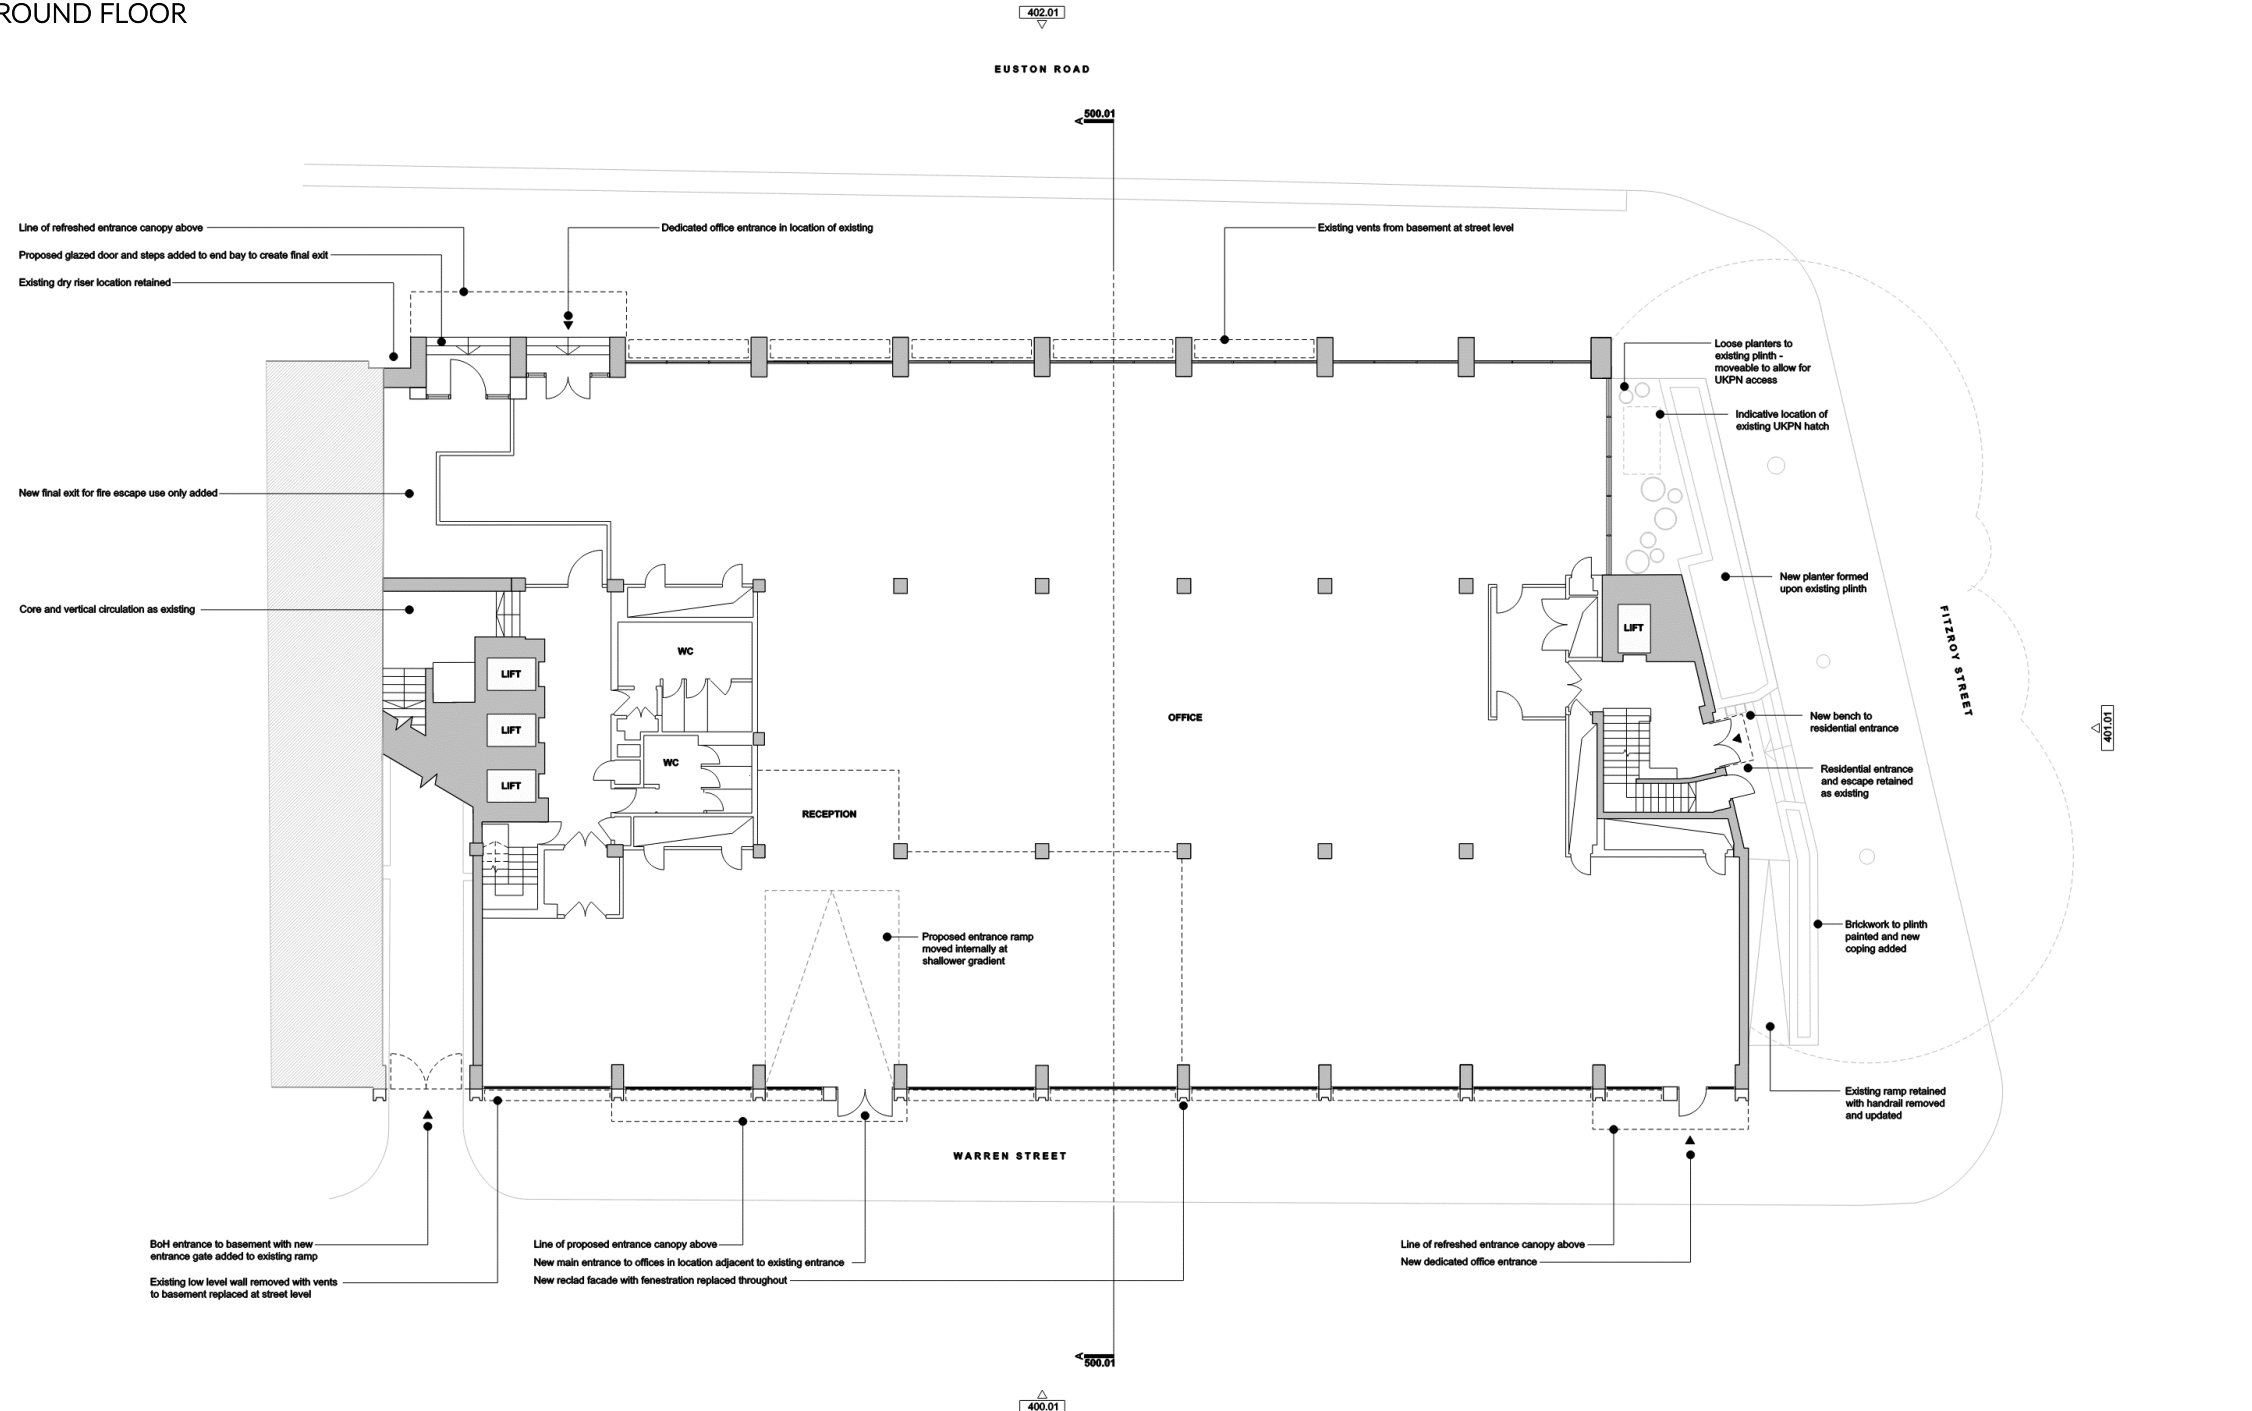 ROUND FLOOR
402.01
EUSTON ROAD
A
500.01
Line of refreshed entrance canopy above
Dedicated office entrance in location of existing
Existing vents from basement at street level
Proposed glazed door and steps added to end bay to create final exit
Existing dry riser location retained
Loose planters to
existing plinth -
moveable to allow for
UKPN access
Indicative location of
existing UKPN hatch
New final exit for fire escape use only added
New planter formed
upon existing plinth
Core and vertical circulation as existing
FITZROY STREET
LIFT
WC
LIFT
OFFICE
New bench to
residential entrance
401.01
LIFT
WC
Residential entrance
and escape retained
as existing
LIFT
RECEPTION
Brickwork to plinth
painted and new
coping added
Proposed entrance ramp
moved internally at
shallower gradient
Existing ramp retained
with handrail removed
and updated
WARREN STREET
BoH entrance to basement with new
entrance gate added to existing ramp
Line of proposed entrance canopy above
Line of refreshed entrance canopy above
New main entrance to offices in location adjacent to existing entrance
New dedicated office entrance
Existing low level wall removed with vents
to basement replaced at street level
New reclad facade with fenestration replaced throughout
A
500.01
400.01